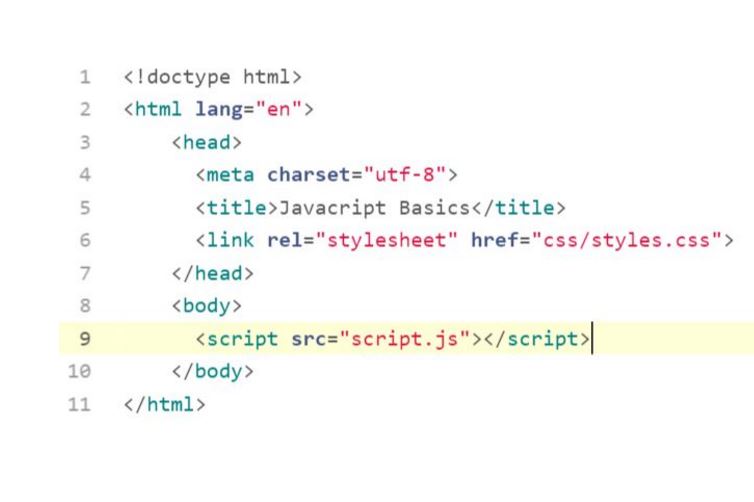 1 <!doctype html>
2 <html lang="en">
3 <head>
4 <meta charset="utf-8">
5 <title>Javacript Basics</title>
6 <link rel="stylesheet" href="css/styles.css">
7 </head>
8 <body>
9 <script src="script.js"></script>
10 </body>
11 </html>